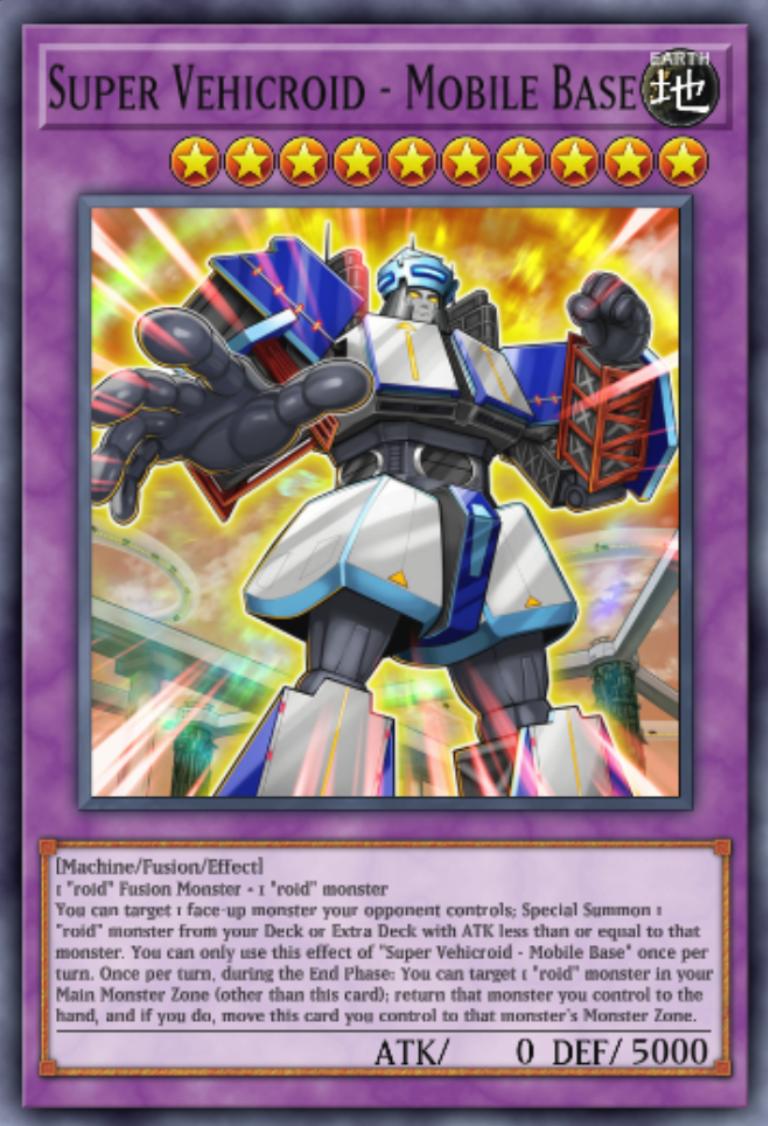 SUPER VEHICROID - MOBILE BASE
EARTH
地
[Machine/Fusion/Effect]
1 "roid" Fusion Monster + 1 "roid" monster
You can target 1 face-up monster your opponent controls; Special Summon 1
"roid" monster from your Deck or Extra Deck with ATK less than or equal to that
monster. You can only use this effect of "Super Vehicroid - Mobile Base" once per
turn. Once per turn, during the End Phase: You can target 1 "roid" monster in your
Main Monster Zone (other than this card); return that monster you control to the
hand, and if you do, move this card you control to that monster's Monster Zone.
ATK/ 0 DEF/ 5000